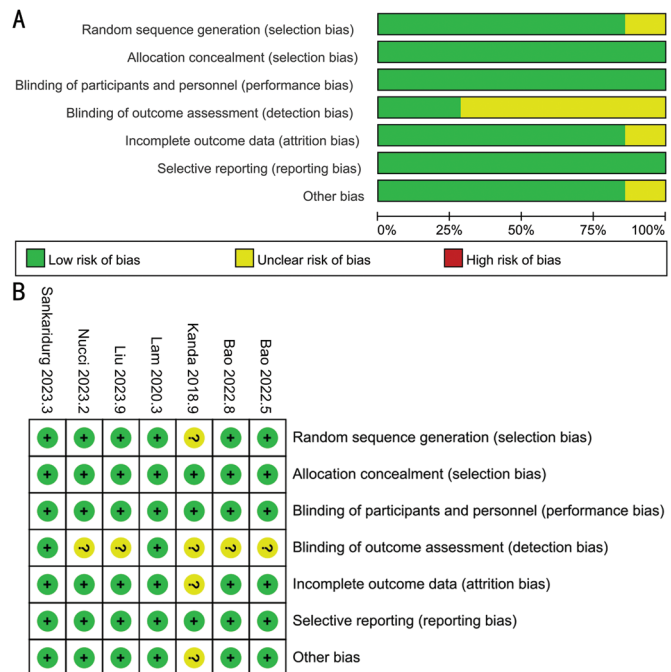 A
Random sequence generation (selection bias)
Allocation concealment (selection bias)
Blinding of participants and personnel (performance bias)
Blinding of outcome assessment (detection bias)
Incomplete outcome data (attrition bias)
Selective reporting (reporting bias)
Other bias
0% 25% 50% 75% 100%
Low risk of bias Unclear risk of bias High risk of bias
B
Sankaridurg 2023.3
Nucci 2023.2
Liu 2023.9
Lam 2020.3
Kanda 2018.9
Bao 2022.8
Bao 2022.5
+ + + + ? + + Random sequence generation (selection bias)
+ + + + + + + Allocation concealment (selection bias)
+ + + + + + + Blinding of participants and personnel (performance bias)
+ ? ? + ? ? ? Blinding of outcome assessment (detection bias)
+ + + + ? + + Incomplete outcome data (attrition bias)
+ + + + + + + Selective reporting (reporting bias)
+ + + + ? + + Other bias